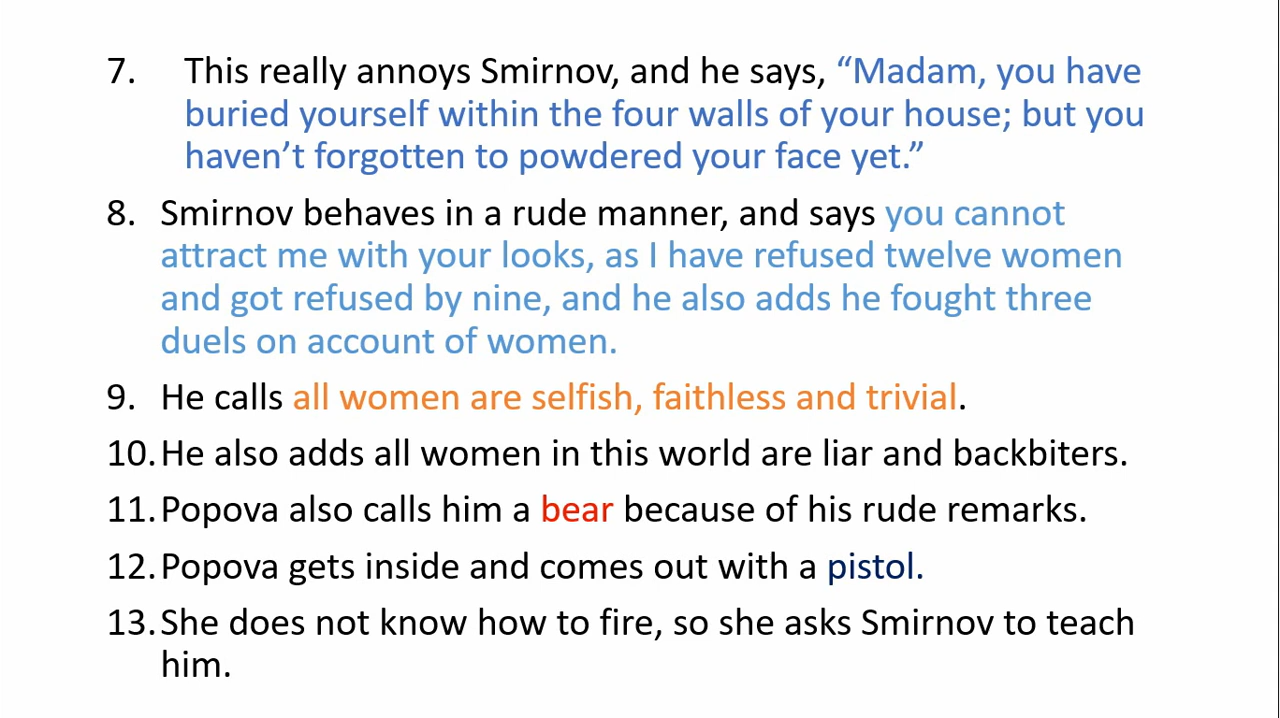 7. This really annoys Smirnov, and he says, “Madam, you have
buried yourself within the four walls of your house; but you
haven’t forgotten to powdered your face yet.”
8. Smirnov behaves in a rude manner, and says you cannot
attract me with your looks, as I have refused twelve women
and got refused by nine, and he also adds he fought three
duels on account of women.
9. He calls all women are selfish, faithless and trivial.
10. He also adds all women in this world are liar and backbiters.
11. Popova also calls him a bear because of his rude remarks.
12. Popova gets inside and comes out with a pistol.
13. She does not know how to fire, so she asks Smirnov to teach
him.